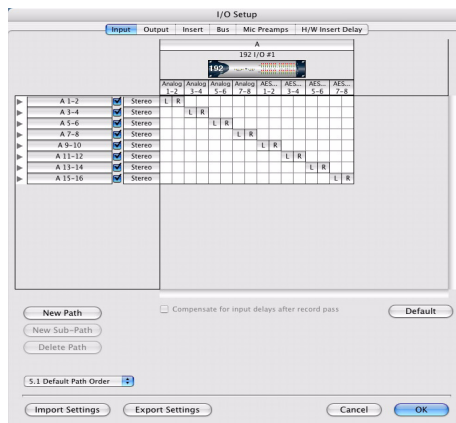 I/O Setup
Input Output Insert Bus Mic Preamps H/W Insert Delay
A
192 I/O #1
192
Analog Analog Analog Analog AES... AES... AES... AES...
1-2 3-4 5-6 7-8 1-2 3-4 5-6 7-8
A 1-2 Stereo L R
A 3-4 Stereo L R
A 5-6 Stereo L R
A 7-8 Stereo L R
A 9-10 Stereo L R
A 11-12 Stereo L R
A 13-14 Stereo L R
A 15-16 Stereo L R
New Path Compensate for input delays after record pass Default
New Sub-Path
Delete Path
5.1 Default Path Order
Import Settings Export Settings Cancel OK